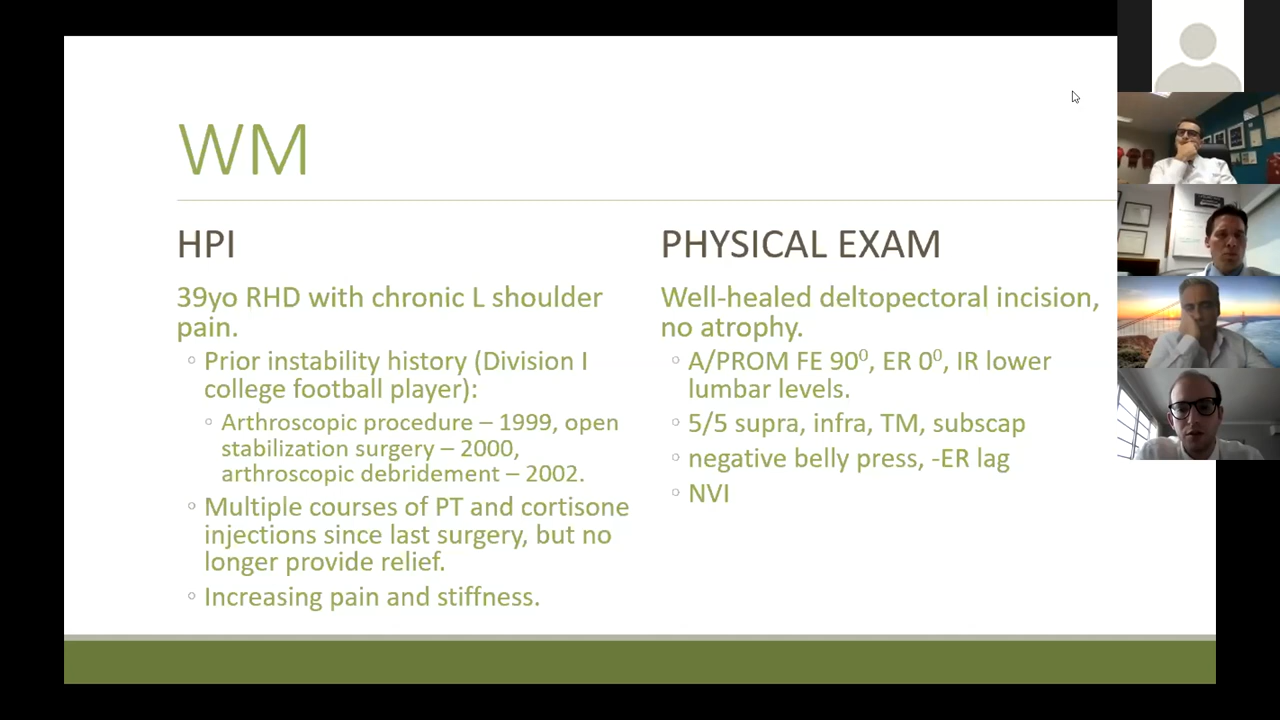 WM
HPI
39yo RHD with chronic L shoulder
pain.
◦ Prior instability history (Division I
college football player):
◦ Arthroscopic procedure – 1999, open
stabilization surgery – 2000,
arthroscopic debridement – 2002.
◦ Multiple courses of PT and cortisone
injections since last surgery, but no
longer provide relief.
◦ Increasing pain and stiffness.
PHYSICAL EXAM
Well-healed deltopectoral incision,
no atrophy.
◦ A/PROM FE 90⁰, ER 0⁰, IR lower
lumbar levels.
◦ 5/5 supra, infra, TM, subscap
◦ negative belly press, -ER lag
◦ NVI